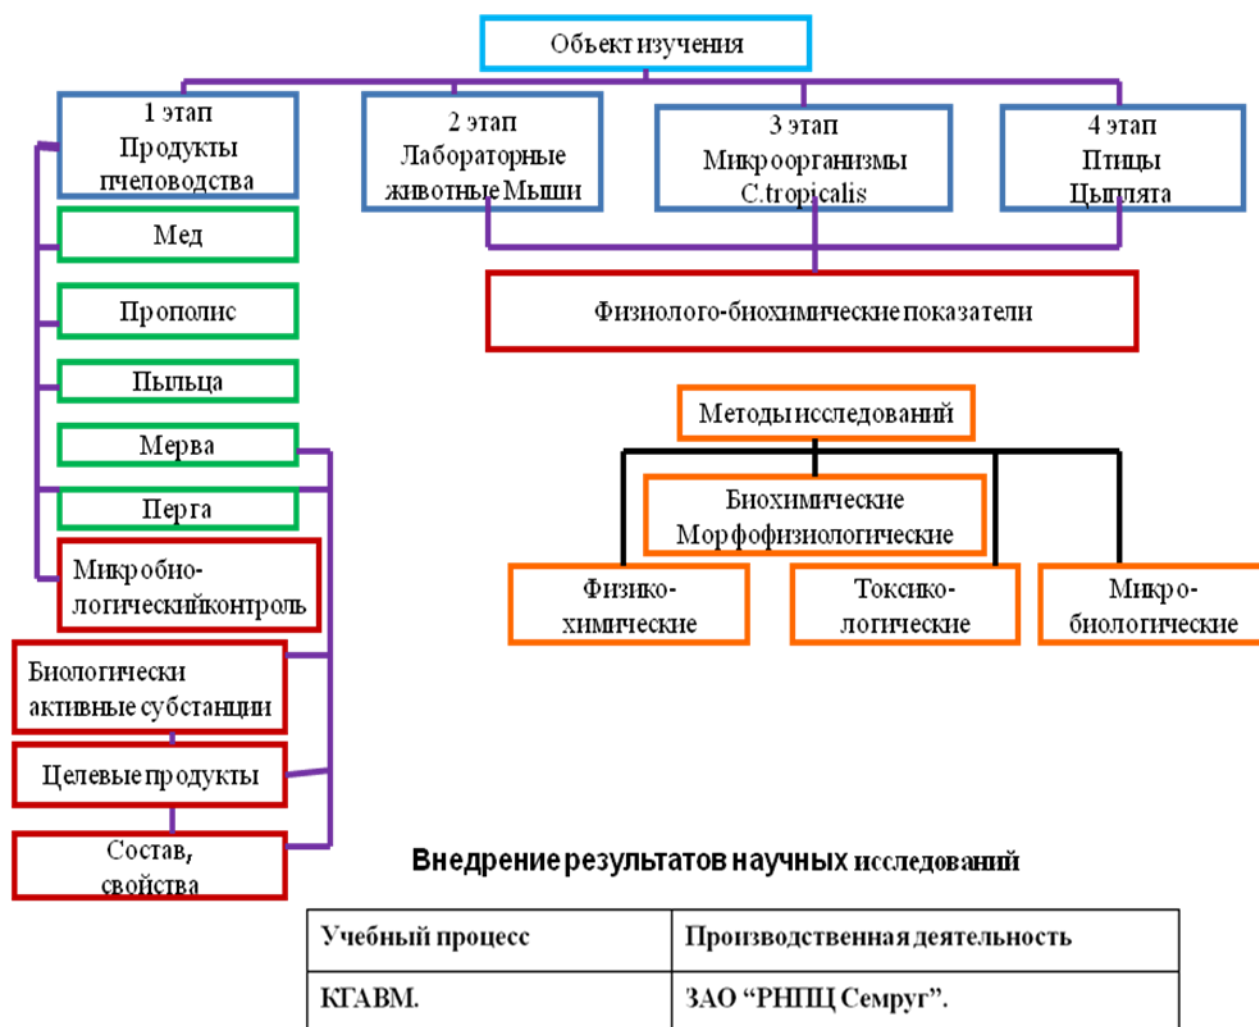 Объект изучения
1 этап
Продукты
пчеловодства
2 этап
Лабораторные
животные Мыши
3 этап
Микроорганизмы
C.tropicalis
4 этап
Птицы
Цыплята
Мед
Прополис
Пыльца
Мерва
Перга
Микробио-
логический контроль
Биологически
активные субстанции
Целевые продукты
Состав,
свойства
Физиолого-биохимические показатели
Методы исследований
Биохимические
Морфофизиологические
Физико-
химические
Токсико-
логические
Микро-
биологические
Внедрение результатов научных исследований
Учебный процесс
Производственная деятельность
КГАВМ.
ЗАО “РНПЦ Семруг”.